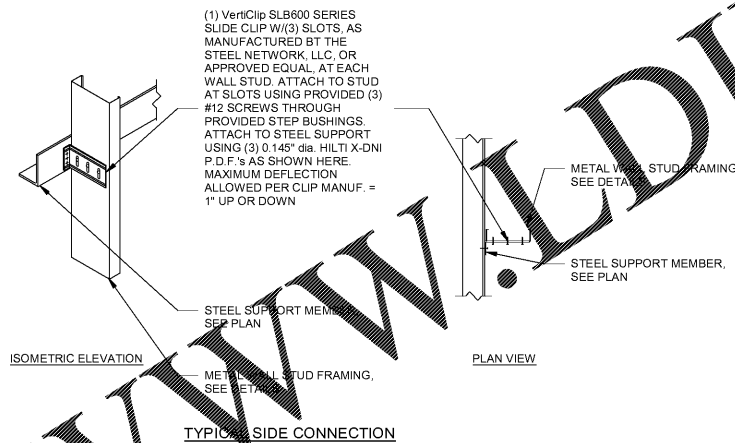 (1) VertiClip SLB600 SERIES
SLIDE CLIP W/(3) SLOTS, AS
MANUFACTURED BT THE
STEEL NETWORK, LLC, OR
APPROVED EQUAL, AT EACH
WALL STUD. ATTACH TO STUD
AT SLOTS USING PROVIDED (3)
#12 SCREWS THROUGH
PROVIDED STEP BUSHINGS.
ATTACH TO STEEL SUPPORT
USING (3) 0.145" dia. HILTI X-DNI
P.D.F.'s AS SHOWN HERE.
MAXIMUM DEFLECTION
ALLOWED PER CLIP MANUF. =
1" UP OR DOWN
METAL WALL STUD FRAMING
SEE DETAILS
STEEL SUPPORT MEMBER,
SEE PLAN
STEEL SUPPORT MEMBER,
SEE PLAN
ISOMETRIC ELEVATION
PLAN VIEW
METAL WALL STUD FRAMING,
SEE DETAILS
TYPICAL SIDE CONNECTION
WWW.LD